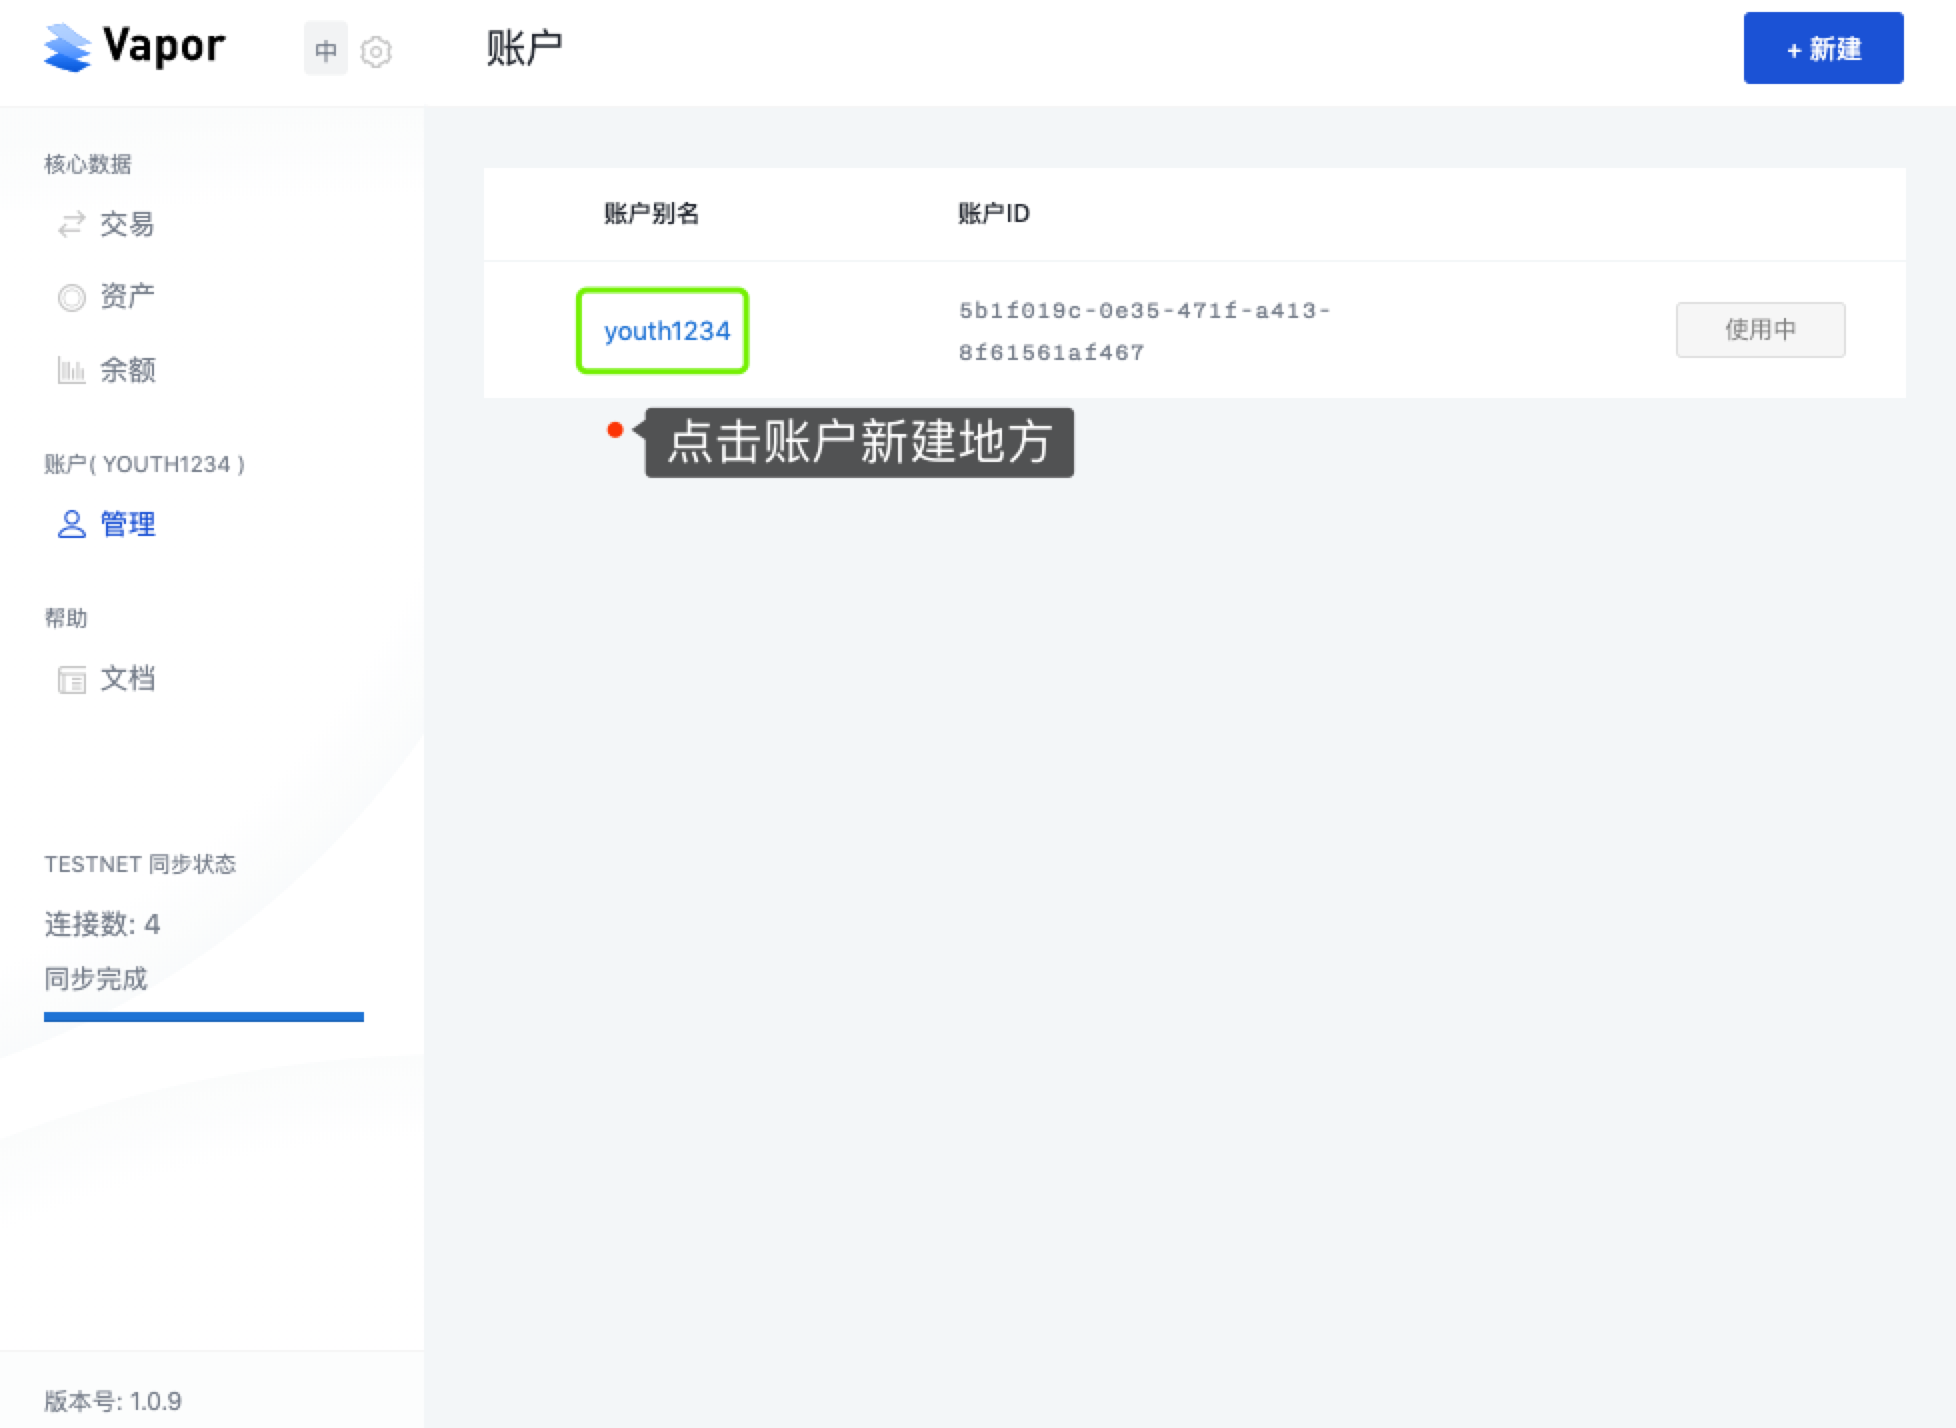 Vapor
中
账户
+ 新建
核心数据
交易
资产
余额
账户( YOUTH1234 )
管理
帮助
文档
TESTNET 同步状态
连接数: 4
同步完成
版本号: 1.0.9
账户别名
账户ID
youth1234
5b1f019c-0e35-471f-a413-
8f61561af467
使用中
点击账户新建地方